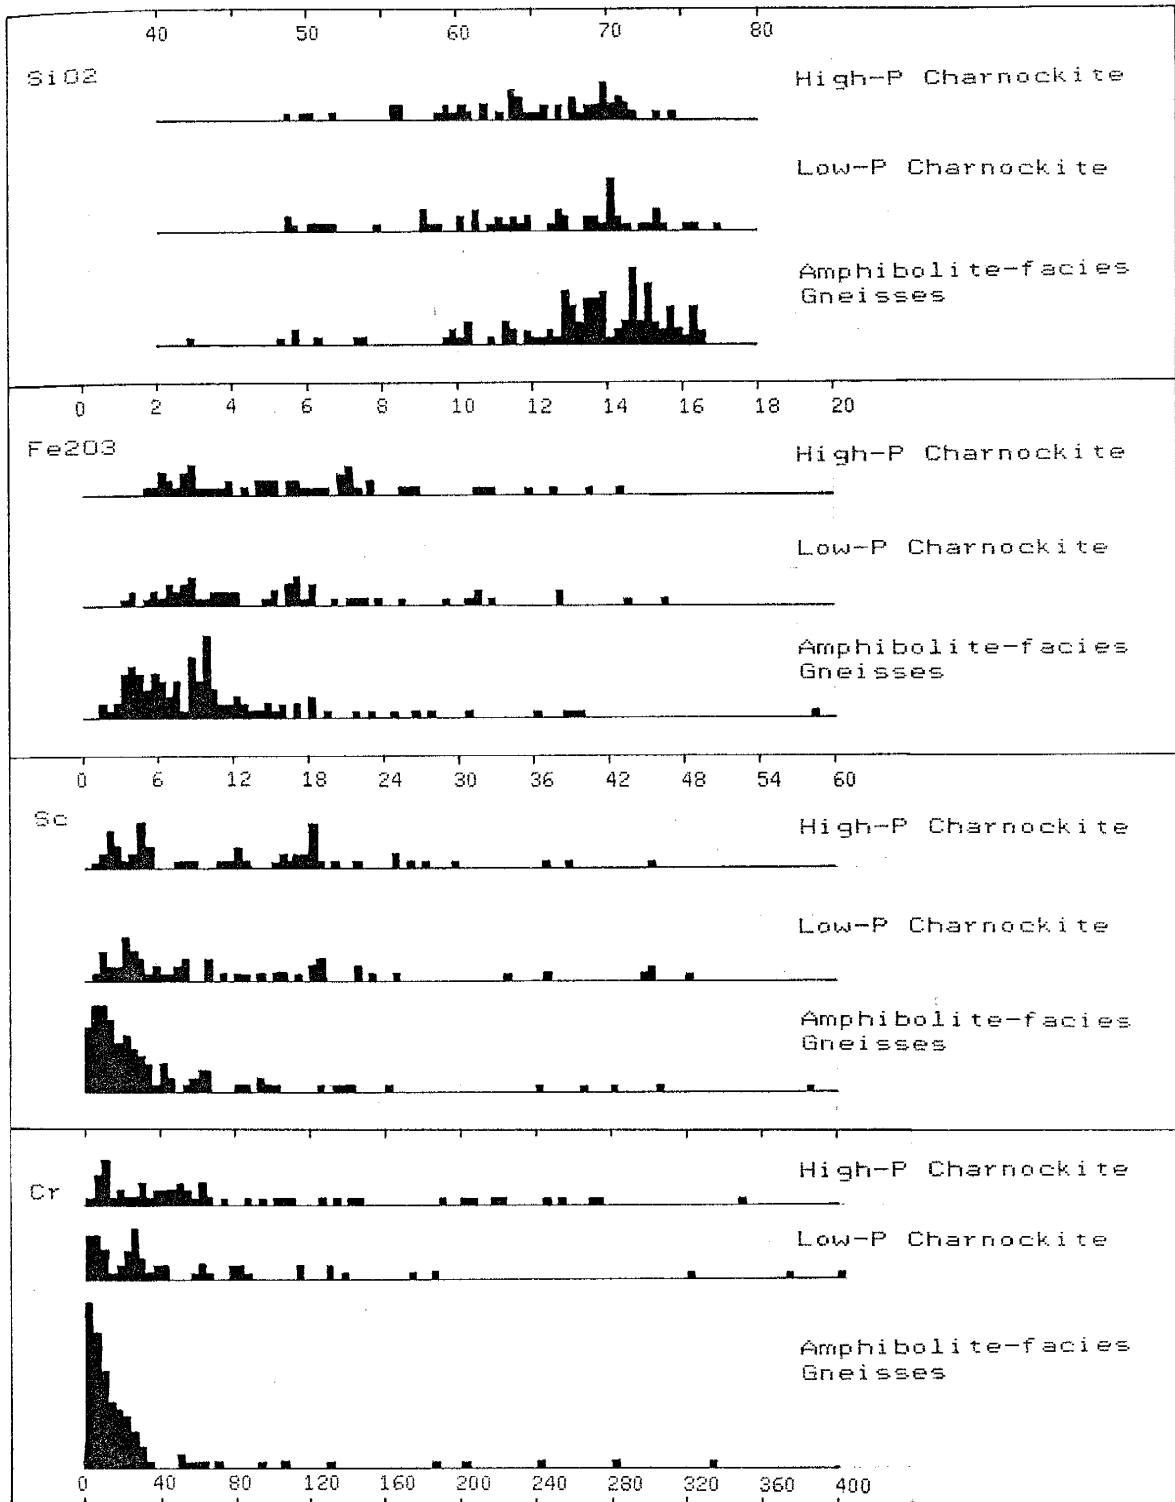 40 50 60 70 80
SiO2
High-P Charnockite
Low-P Charnockite
Amphibolite-facies
Gneisses
0 2 4 6 8 10 12 14 16 18 20
Fe2O3
High-P Charnockite
Low-P Charnockite
Amphibolite-facies
Gneisses
0 6 12 18 24 30 36 42 48 54 60
Sc
High-P Charnockite
Low-P Charnockite
Amphibolite-facies
Gneisses
Cr
High-P Charnockite
Low-P Charnockite
Amphibolite-facies
Gneisses
0 40 80 120 160 200 240 280 320 360 400